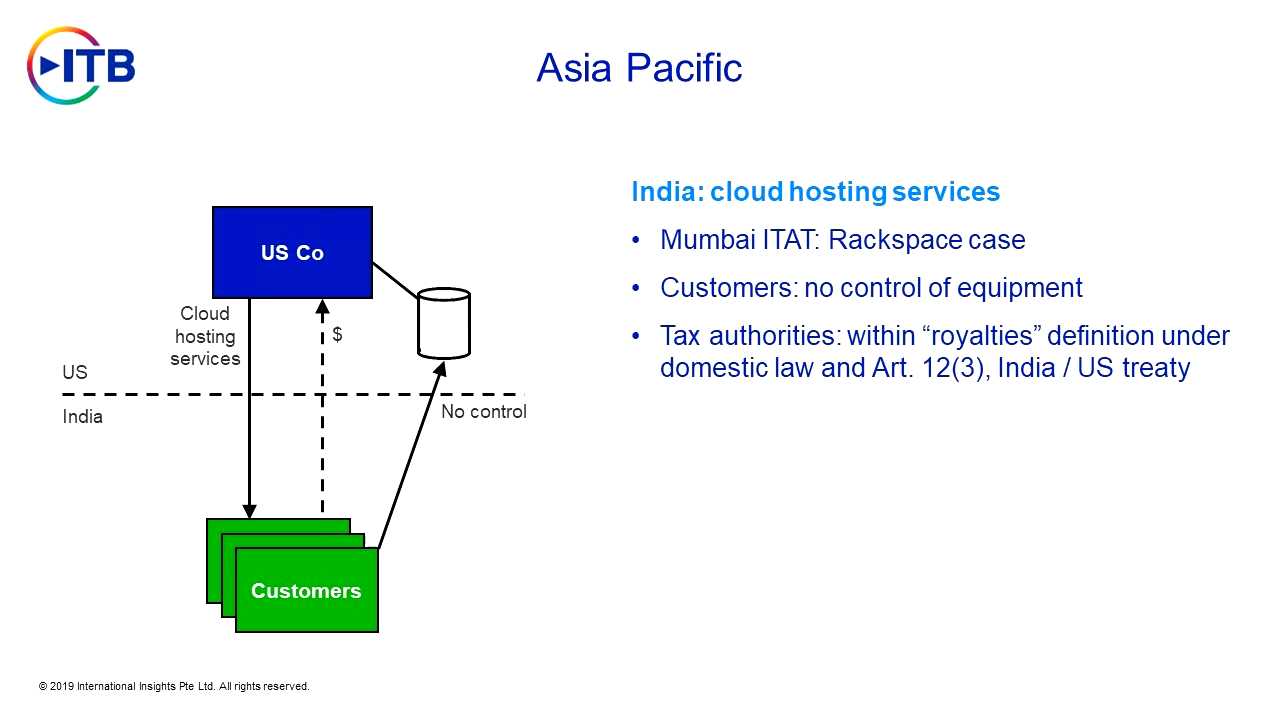 ITB
Asia Pacific
US Co
Cloud
hosting
services
$
US
India
No control
Customers
India: cloud hosting services
• Mumbai ITAT: Rackspace case
• Customers: no control of equipment
• Tax authorities: within “royalties” definition under
domestic law and Art. 12(3), India / US treaty
© 2019 International Insights Pte Ltd. All rights reserved.